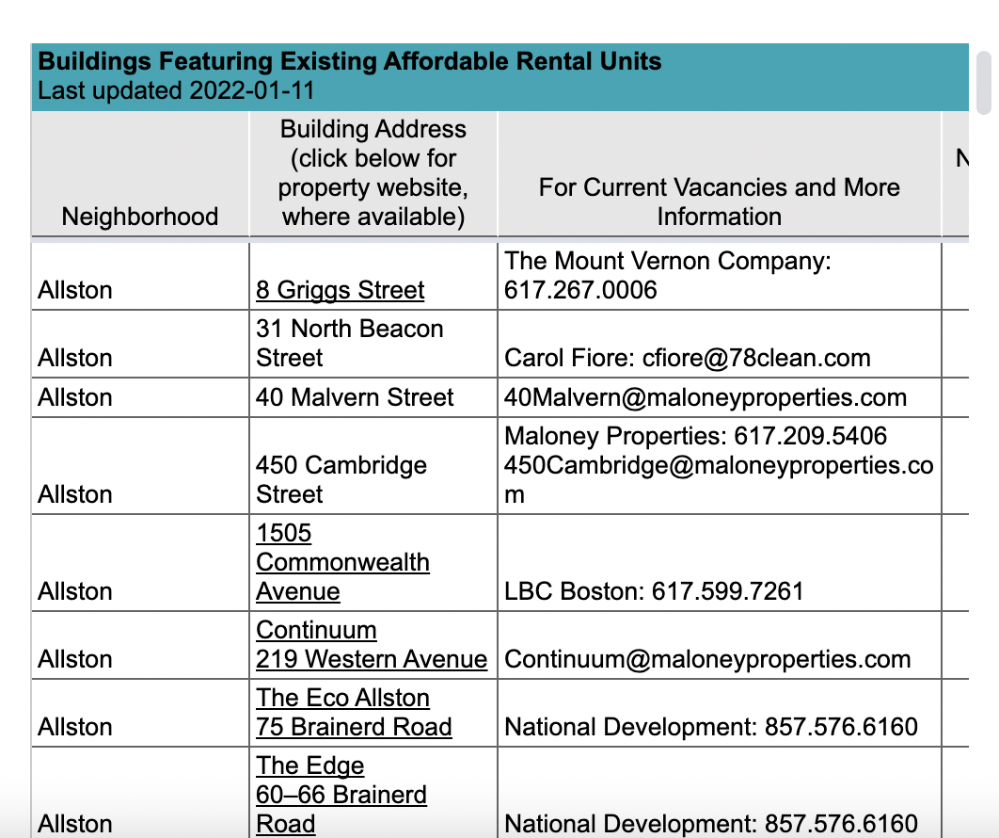 Buildings Featuring Existing Affordable Rental Units
Last updated 2022-01-11
Neighborhood
Building Address
(click below for
property website,
where available)
For Current Vacancies and More
Information
Allston
8 Griggs Street
The Mount Vernon Company:
617.267.0006
Allston
31 North Beacon
Street
Carol Fiore: cfiore@78clean.com
Allston
40 Malvern Street
40Malvern@maloneyproperties.com
Allston
450 Cambridge
Street
Maloney Properties: 617.209.5406
450Cambridge@maloneyproperties.co
m
Allston
1505
Commonwealth
Avenue
LBC Boston: 617.599.7261
Allston
Continuum
219 Western Avenue
Continuum@maloneyproperties.com
Allston
The Eco Allston
75 Brainerd Road
National Development: 857.576.6160
Allston
The Edge
60–66 Brainerd
Road
National Development: 857.576.6160